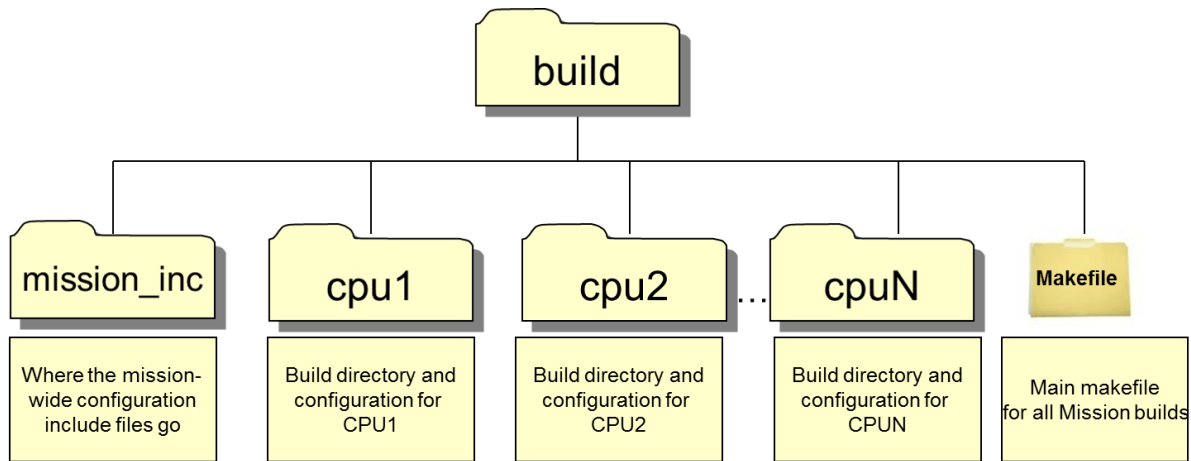 build
mission_inc
cpu1
cpu2
...
cpuN
Makefile
Where the mission-
wide configuration
include files go
Build directory and
configuration for
CPU1
Build directory and
configuration for
CPU2
Build directory and
configuration for
CPUN
Main makefile
for all Mission builds